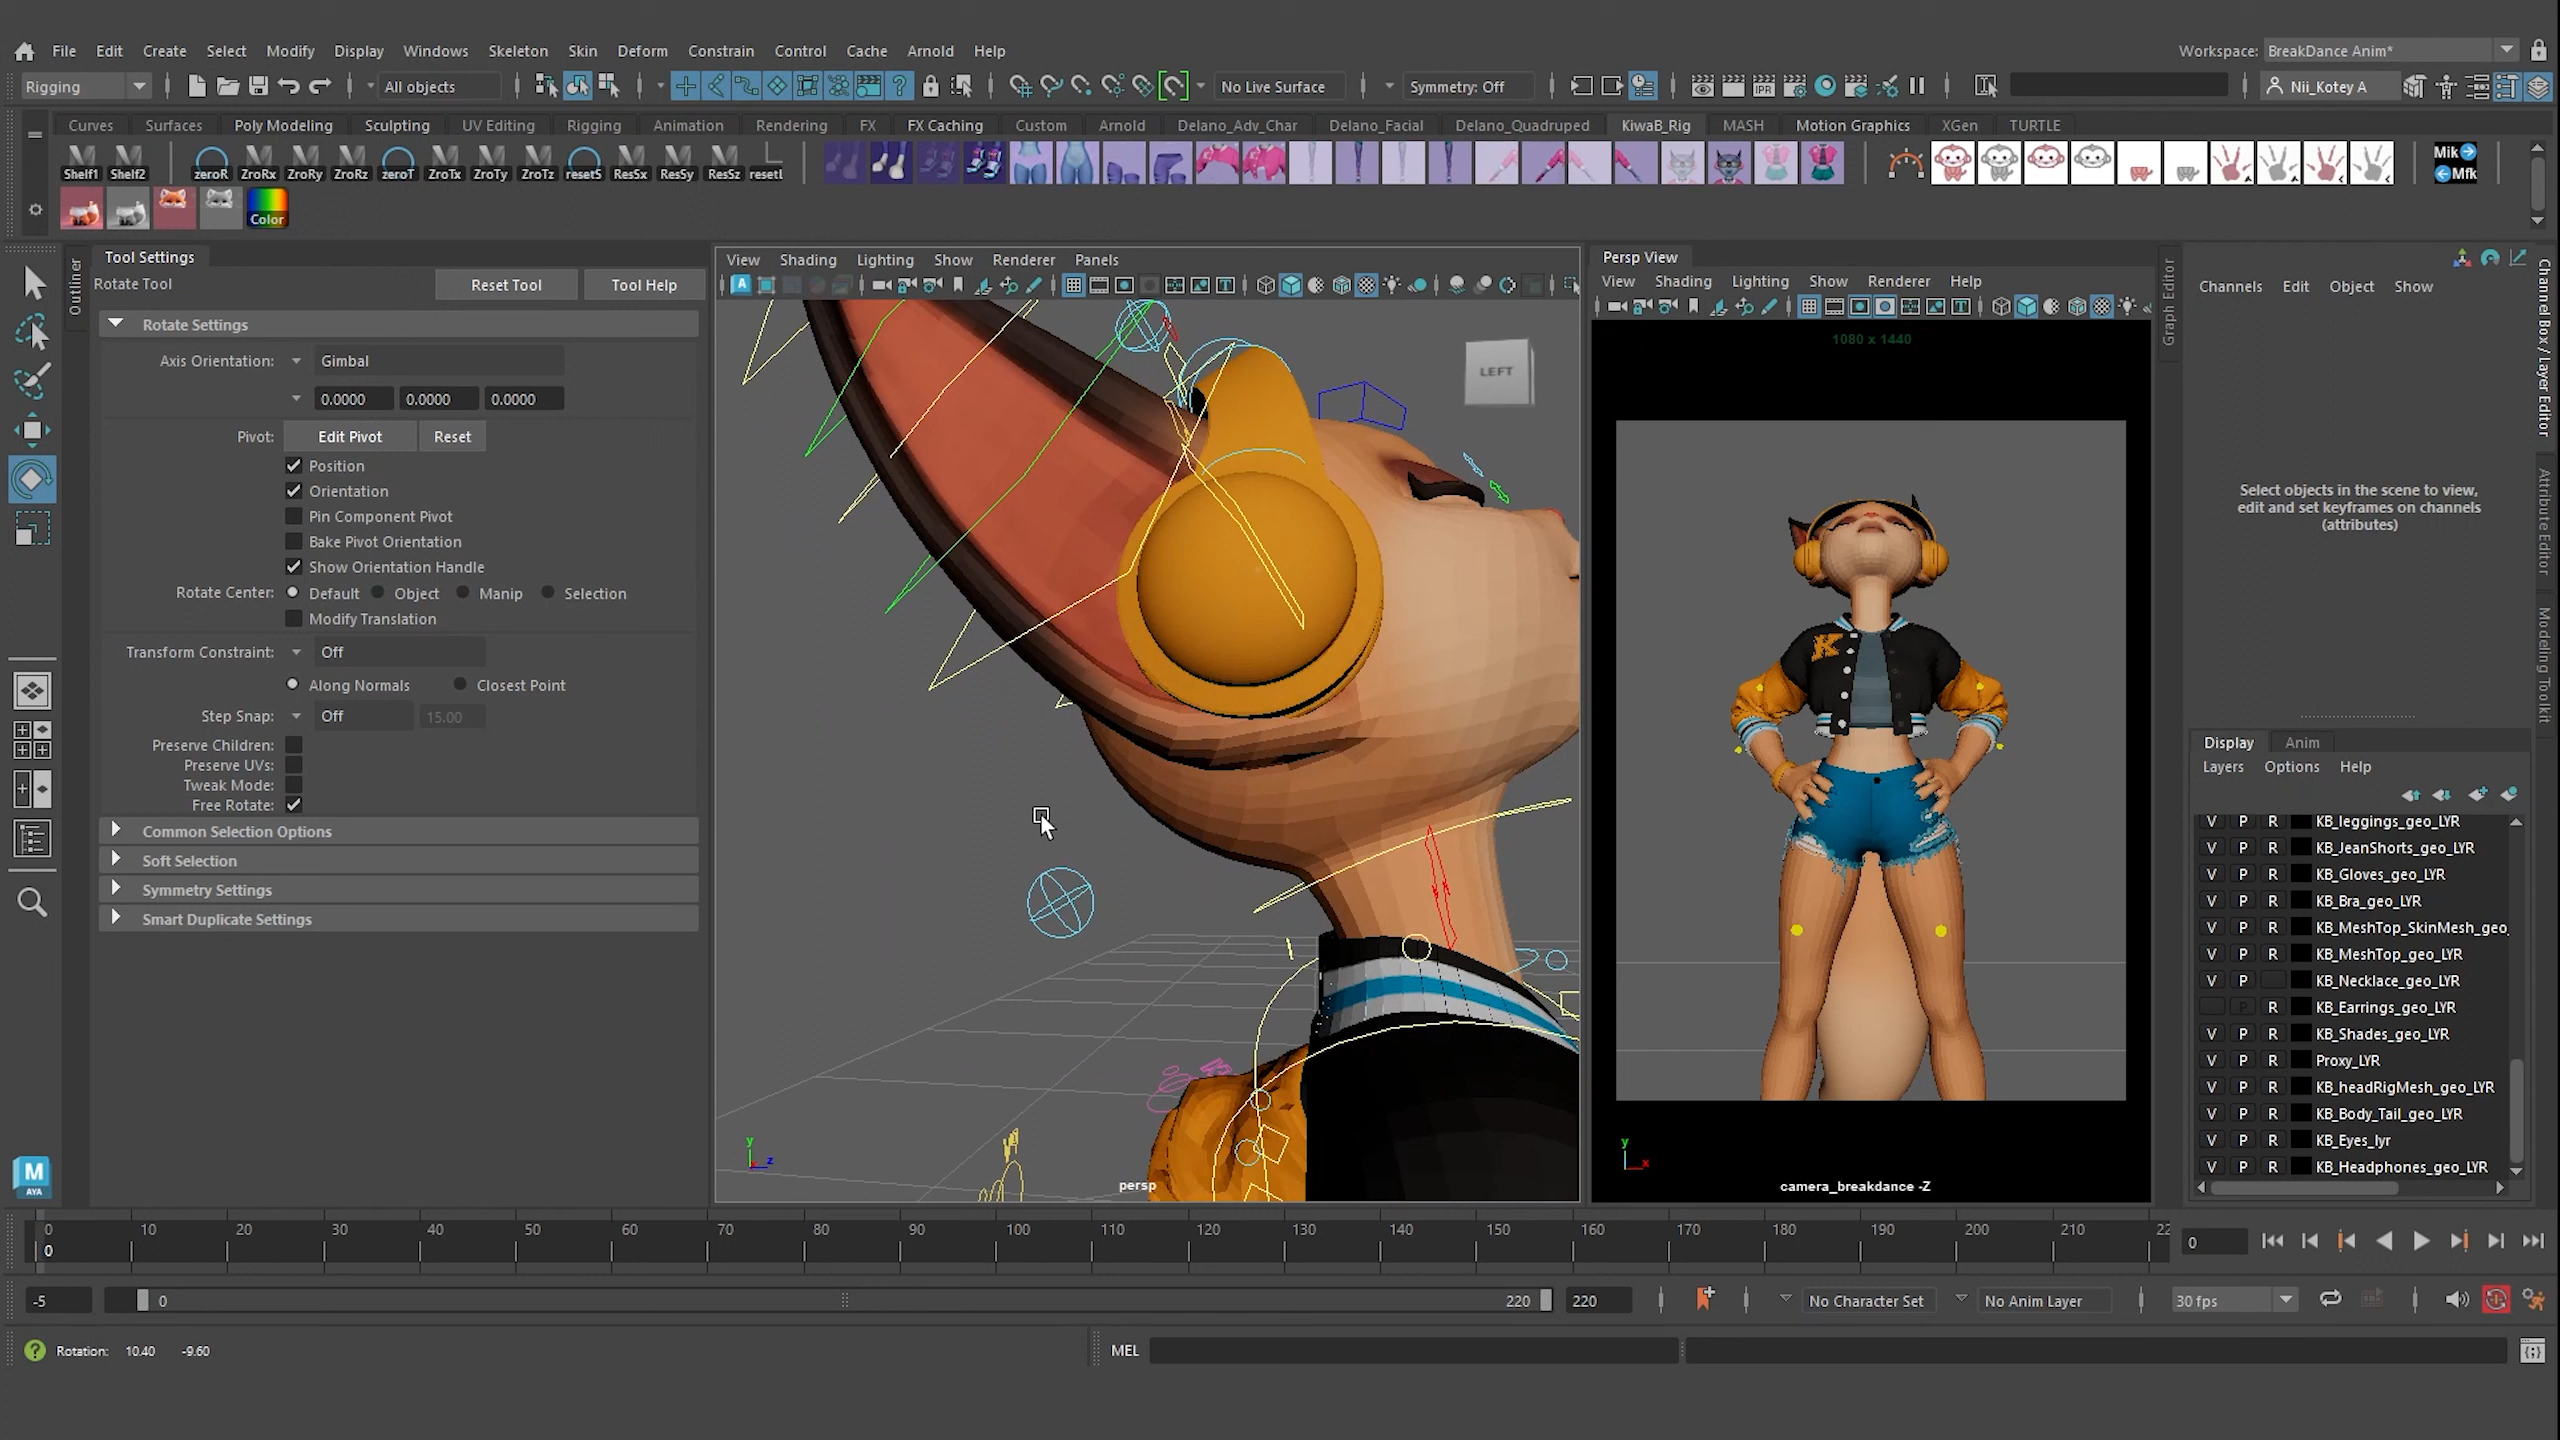 File Edit Create Select Modify Display Windows Skeleton Skin Deform Constrain Control Cache Arnold Help Workspace: BreakDance Anim*
Rigging All objects No Live Surface Symmetry: Off IPR Nii_Kotey A
Curves Surfaces Poly Modeling Sculpting UV Editing Rigging Animation Rendering FX FX Caching Custom Arnold Delano_Adv_Char Delano_Facial Delano_Quadruped KiwaB_Rig MASH Motion Graphics XGen TURTLE
Shelf1 Shelf2 zeroR ZroRx ZroRy ZroRz zeroT ZroTx ZroTy ZroTz resetS ResSx ResSy ResSz resetL
Mik
Mfk
Color
Outliner
Tool Settings
Rotate Tool Reset Tool Tool Help
Rotate Settings
Axis Orientation: Gimbal
0.0000 0.0000 0.0000
Pivot: Edit Pivot Reset
Position
Orientation
Pin Component Pivot
Bake Pivot Orientation
Show Orientation Handle
Rotate Center: Default Object Manip Selection
Modify Translation
Transform Constraint: Off
Along Normals Closest Point
Step Snap: Off 15.00
Preserve Children:
Preserve UVs:
Tweak Mode:
Free Rotate:
Common Selection Options
Soft Selection
Symmetry Settings
Smart Duplicate Settings
M
AYA
View Shading Lighting Show Renderer Panels
LEFT
y
z
persp
Persp View
View Shading Lighting Show Renderer Help
1080 x 1440
K
y
x
camera_breakdance -Z
Graph Editor
Channels Edit Object Show
Select objects in the scene to view,
edit and set keyframes on channels
(attributes)
Channel Box / Layer Editor
Attribute Editor
Modeling Toolkit
Display Anim
Layers Options Help
V P R KB_leggings_geo_LYR
V P R KB_JeanShorts_geo_LYR
V P R KB_Gloves_geo_LYR
V P R KB_Bra_geo_LYR
V P R KB_MeshTop_SkinMesh_geo_
V P R KB_MeshTop_geo_LYR
V P KB_Necklace_geo_LYR
P R KB_Earrings_geo_LYR
V P R KB_Shades_geo_LYR
V P R Proxy_LYR
V P R KB_headRigMesh_geo_LYR
V P R KB_Body_Tail_geo_LYR
V P R KB_Eyes_lyr
V P R KB_Headphones_geo_LYR
0 10 20 30 40 50 60 70 80 90 100 110 120 130 140 150 160 170 180 190 200 210 22
0 0
-5 0 220 220 No Character Set No Anim Layer 30 fps
Rotation: 10.40 -9.60 MEL